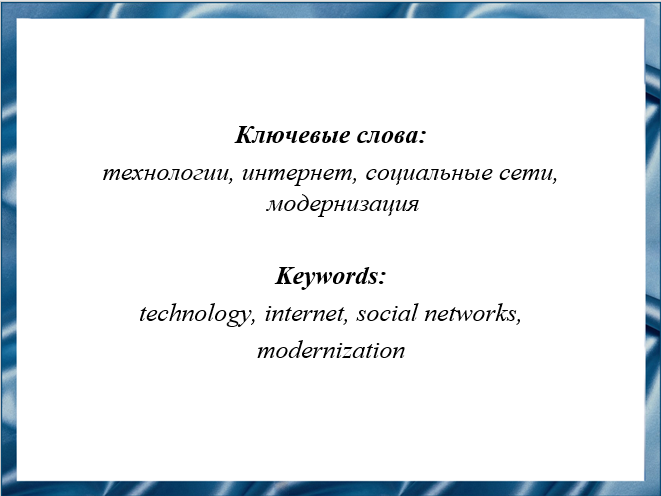 Ключевые слова:
технологии, интернет, социальные сети,
модернизация
Keywords:
technology, internet, social networks,
modernization